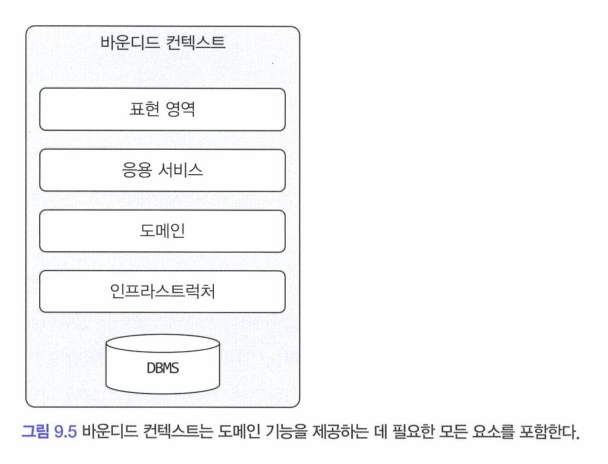 바운디드 컨텍스트
표현 영역
응용 서비스
도메인
인프라스트럭처
DBMS
그림 9.5 바운디드 컨텍스트는 도메인 기능을 제공하는 데 필요한 모든 요소를 포함한다.